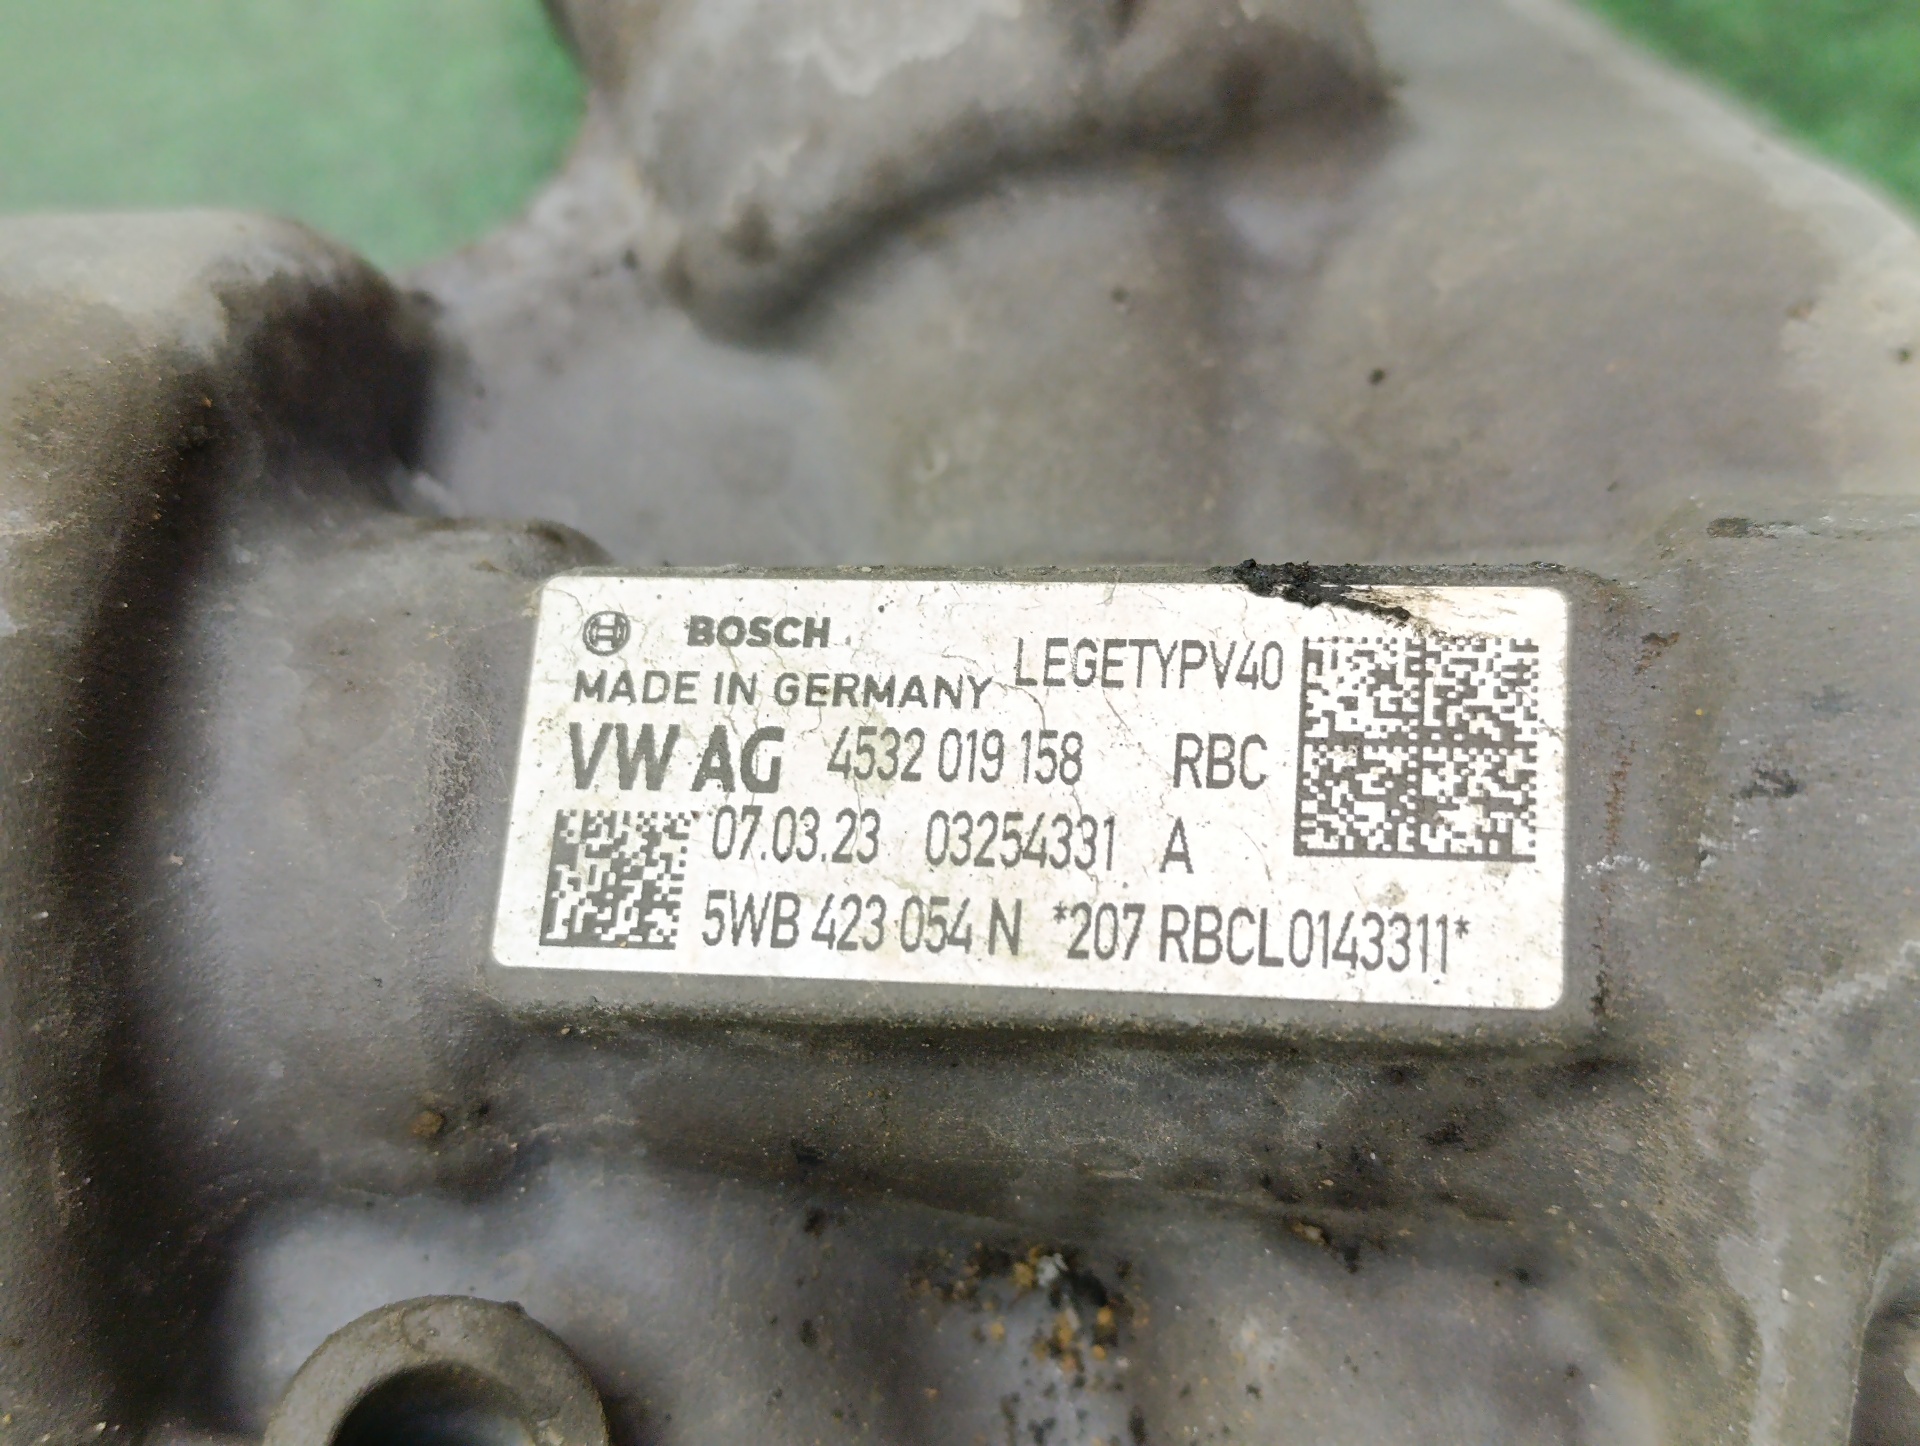 BOSCH
MADE IN GERMANY LEGETYPV40
VW AG 4532 019 158 RBC
07.03.23 03254331 A
5WB 423 054 N *207 RBCL0143311*